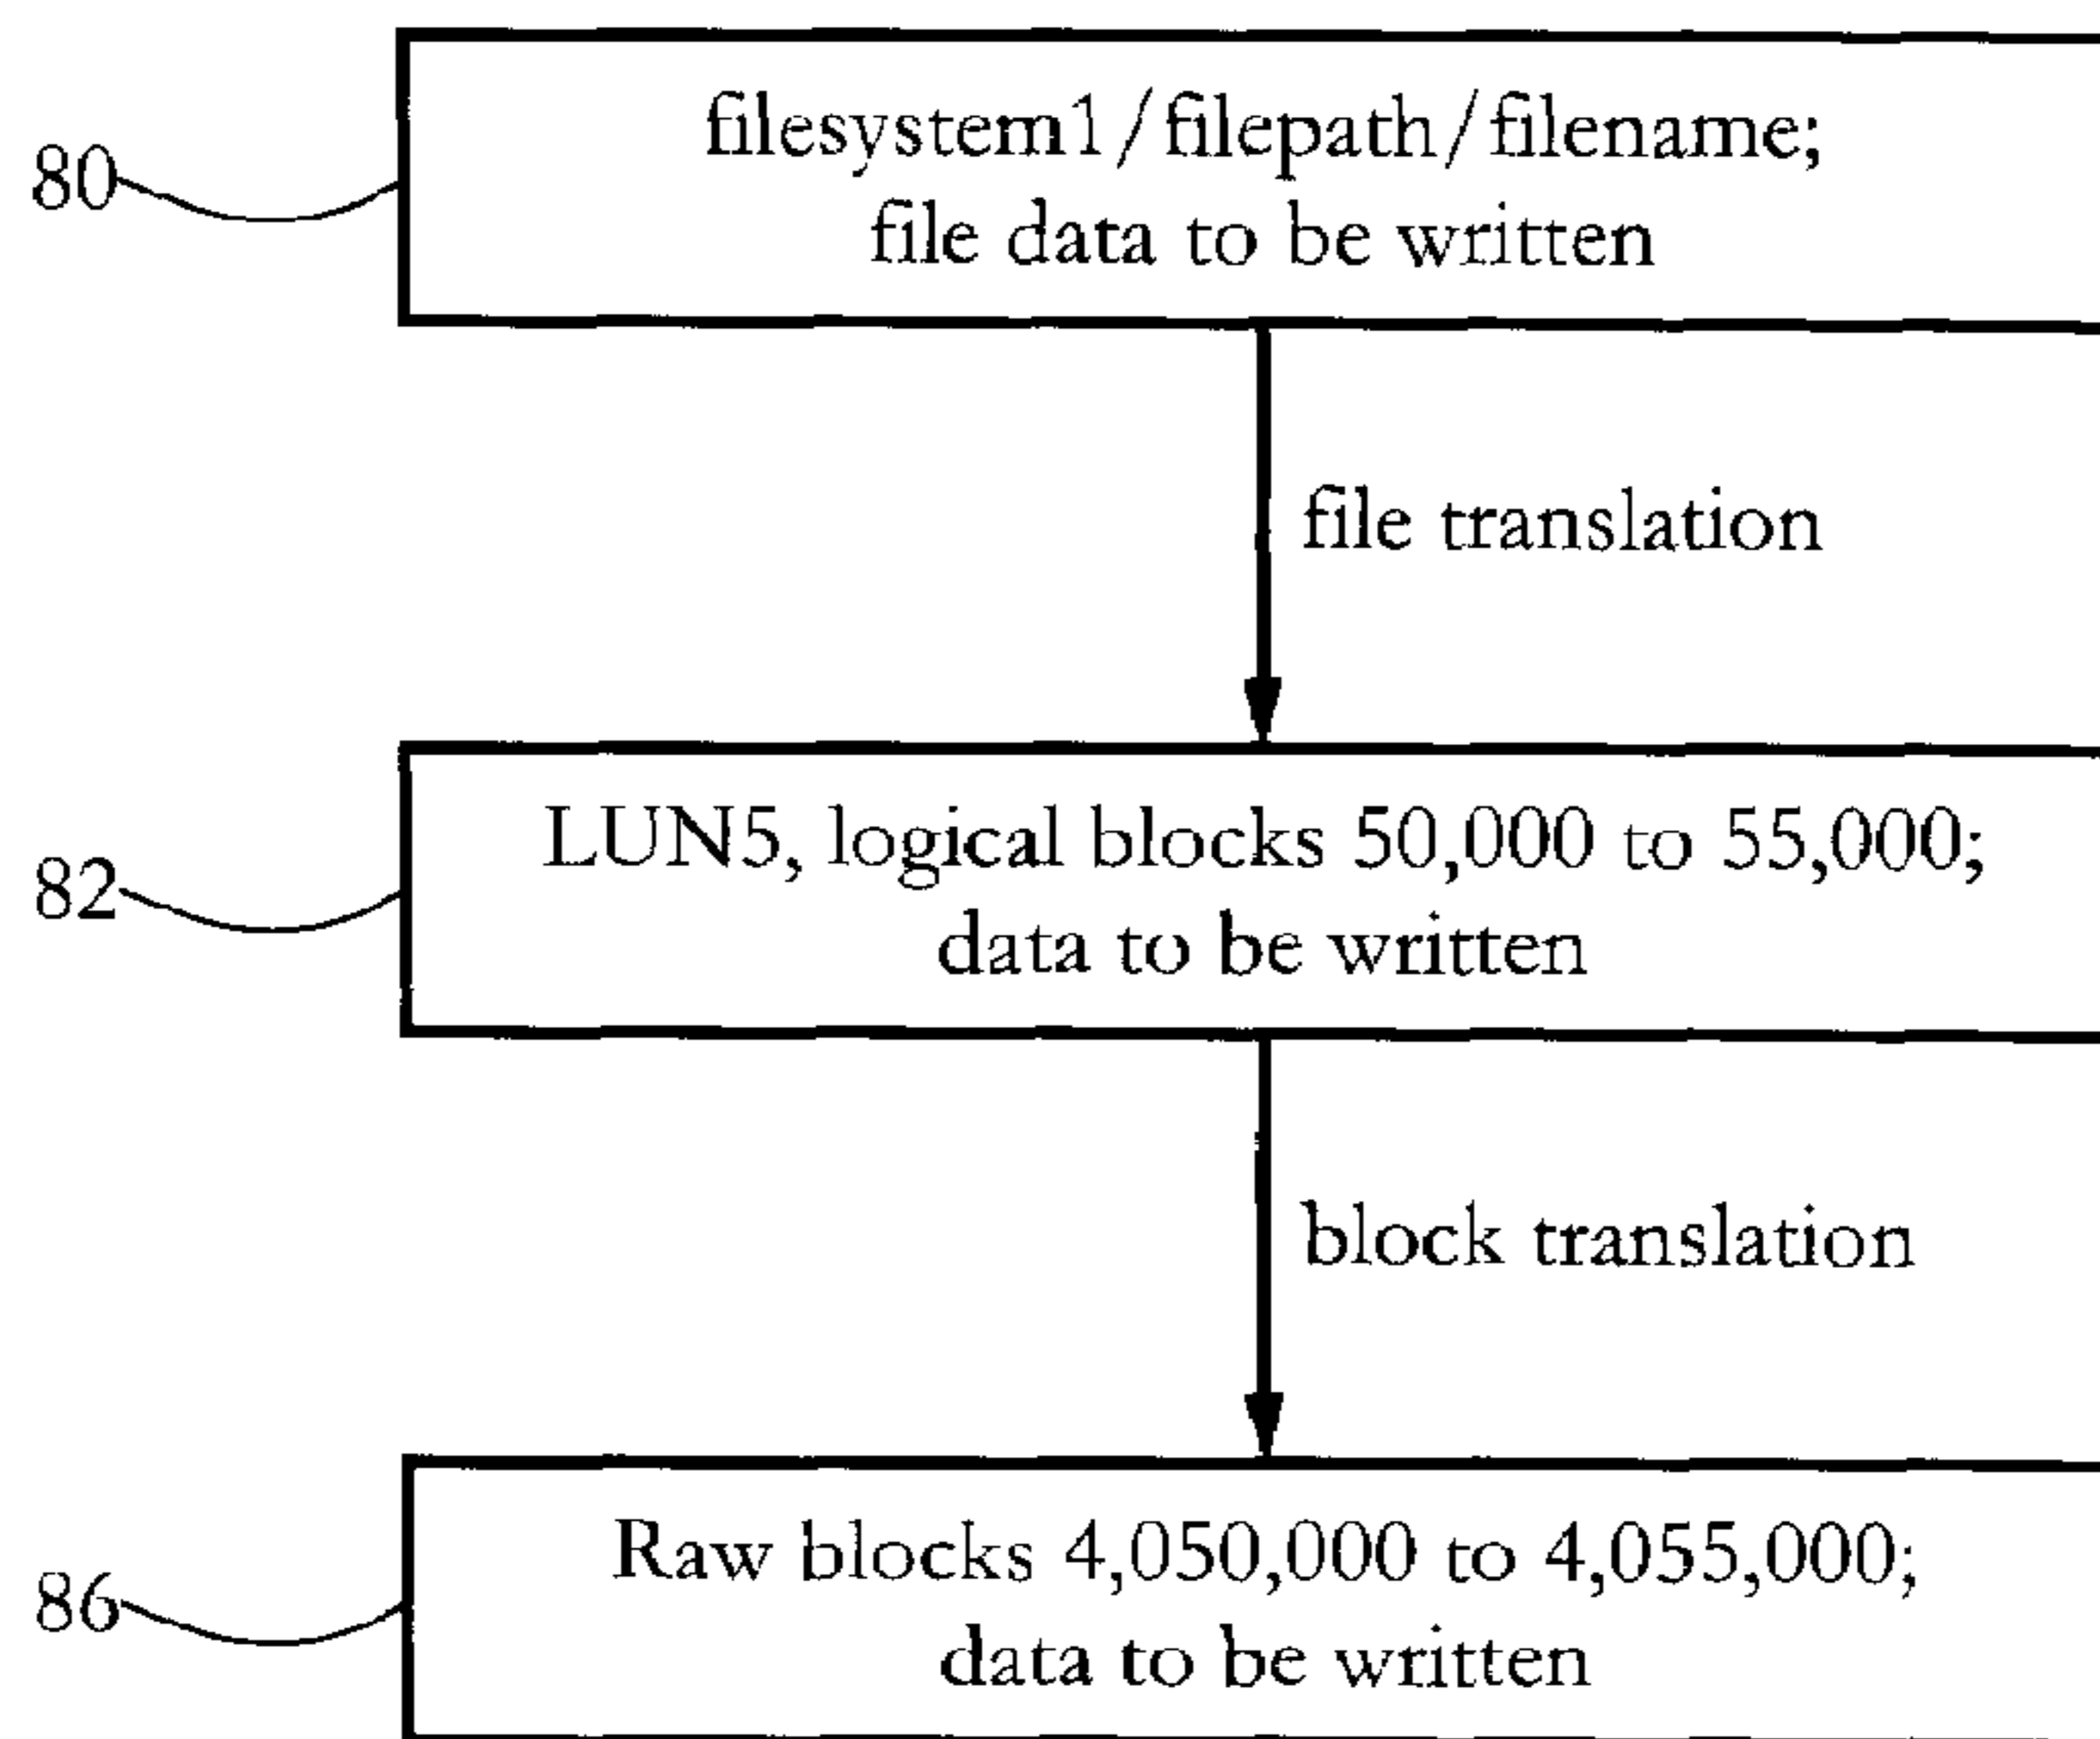 filesystem1/filepath/filename;
80
file data to be written
file translation
LUN5, logical blocks 50,000 to 55,000;
82
data to be written
block translation
Raw blocks 4,050,000 to 4,055,000;
86
data to be written